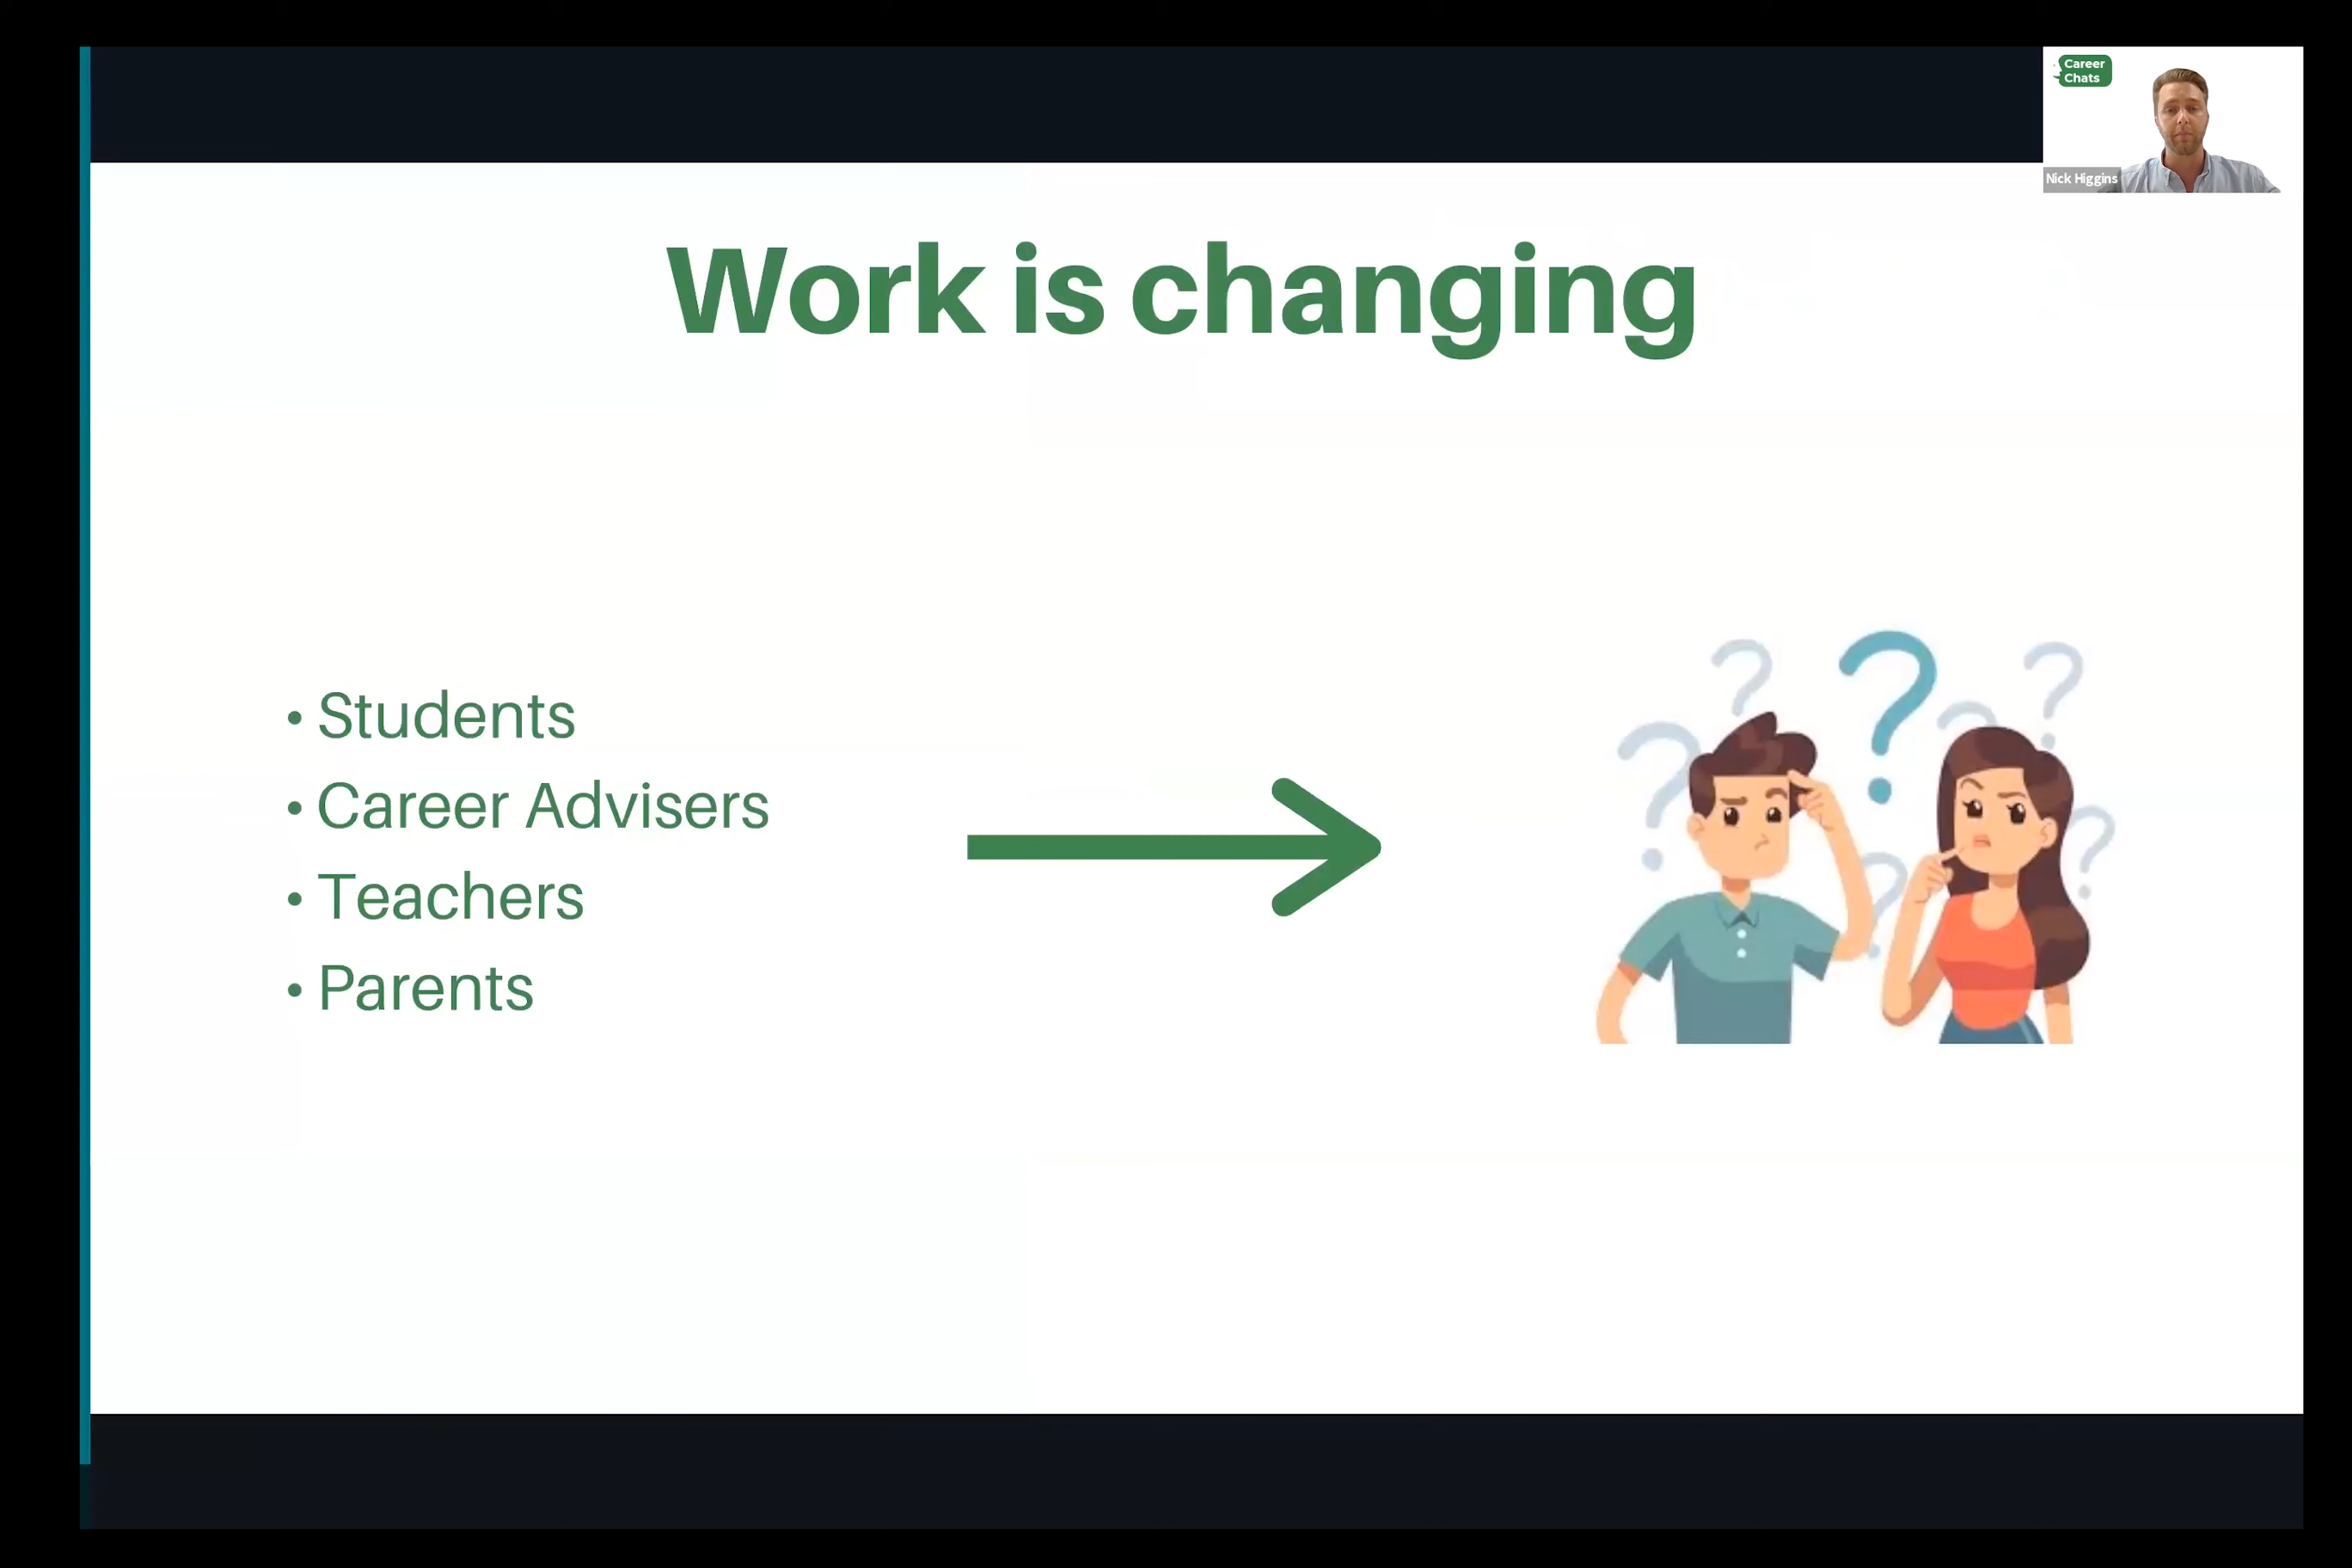 Career
Chats
Nick Higgins
Work is changing
• Students
• Career Advisers
• Teachers
• Parents
? ? ? ? ? ? ?